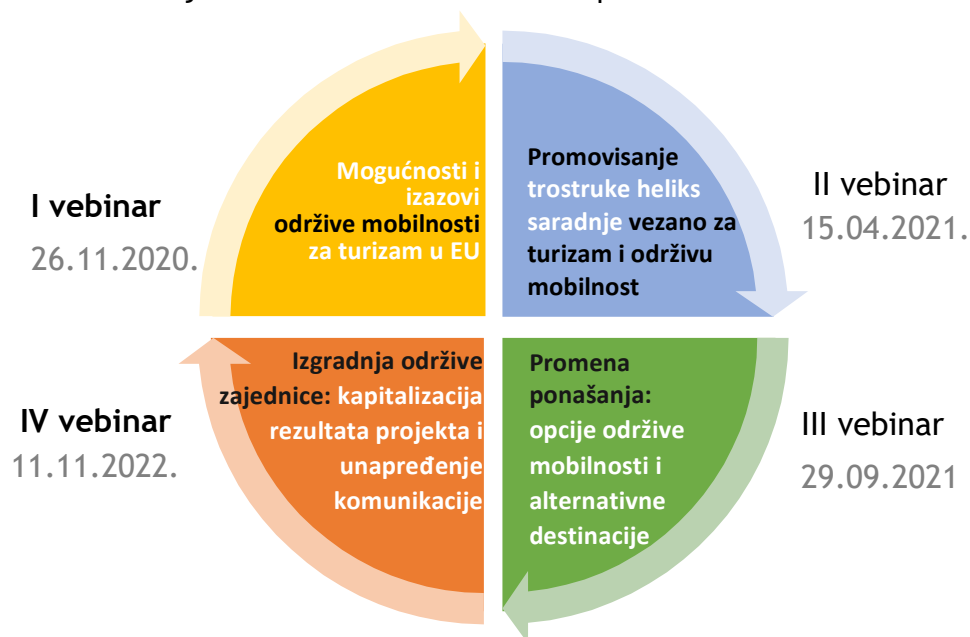 I vebinar
26.11.2020.
Mogućnosti i
izazovi
održive mobilnosti
za turizam u EU
Promovisanje
trostruke heliks
saradnje vezano za
turizam i održivu
mobilnost
II vebinar
15.04.2021.
IV vebinar
11.11.2022.
Izgradnja održive
zajednice: kapitalizacija
rezultata projekta i
unapređenje
komunikacije
Promena
ponašanja:
opcije održive
mobilnosti i
alternativne
destinacije
III vebinar
29.09.2021